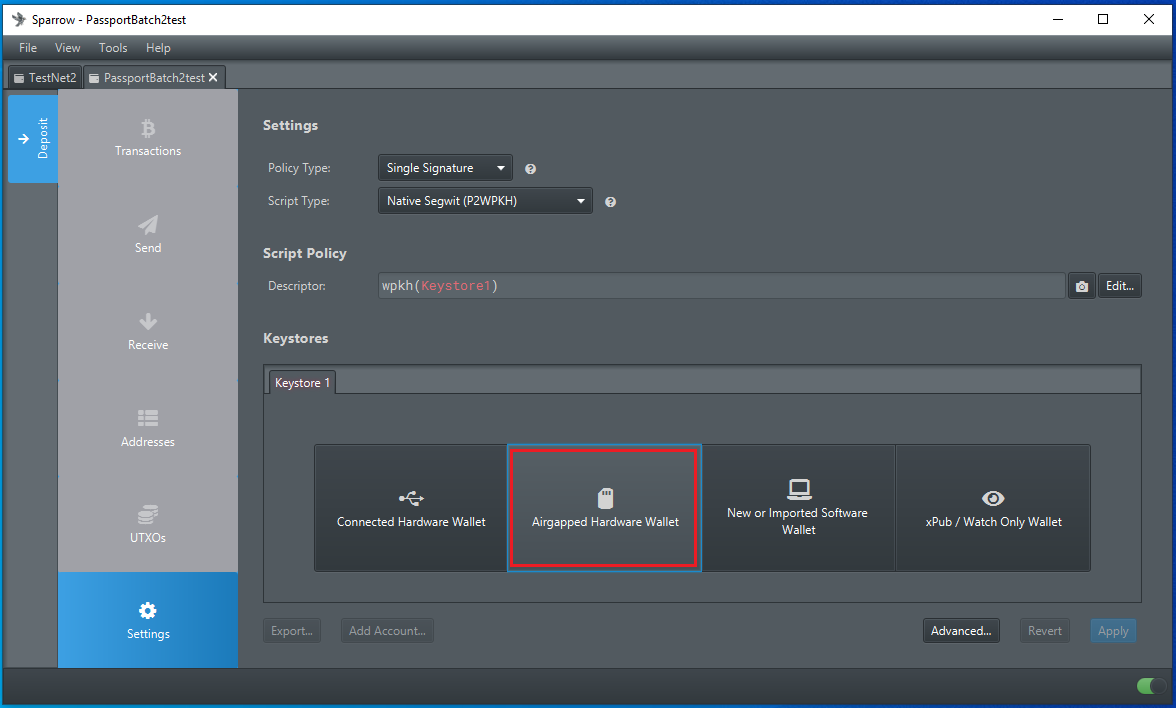 Sparrow - PassportBatch2test
File View Tools Help
TestNet2 PassportBatch2test
Deposit
Transactions
Send
Receive
Addresses
UTXOs
Settings
Settings
Policy Type: Single Signature
Script Type: Native Segwit (P2WPKH)
Script Policy
Descriptor: wpkh(Keystore1) Edit...
Keystores
Keystore 1
Connected Hardware Wallet
Airgapped Hardware Wallet
New or Imported Software
Wallet
xPub / Watch Only Wallet
Export... Add Account... Advanced... Revert Apply